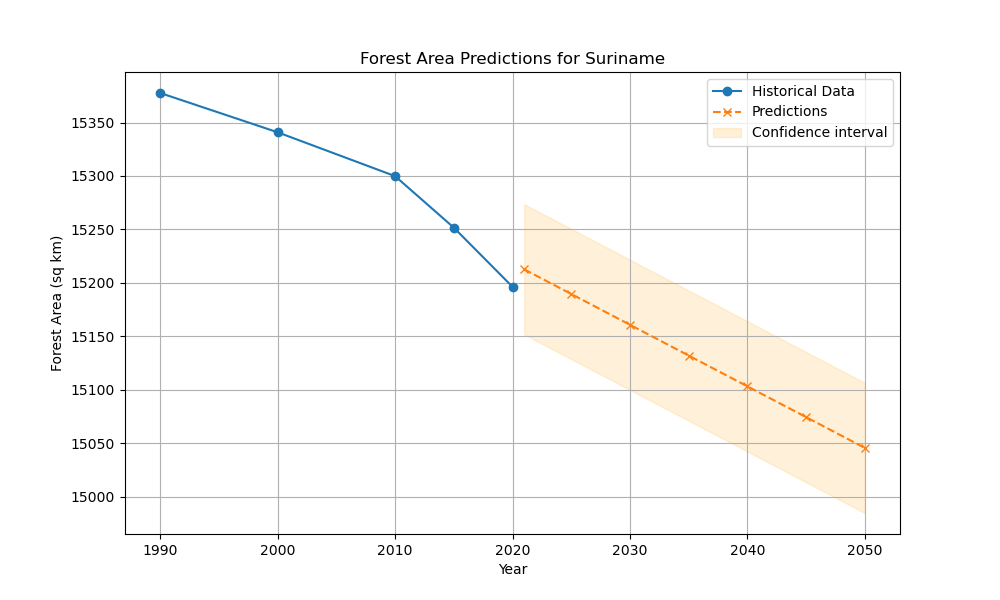 Forest Area Predictions for Suriname
Historical Data
Predictions
Confidence interval
Forest Area (sq km)
15350
15300
15250
15200
15150
15100
15050
15000
1990 2000 2010 2020 2030 2040 2050
Year